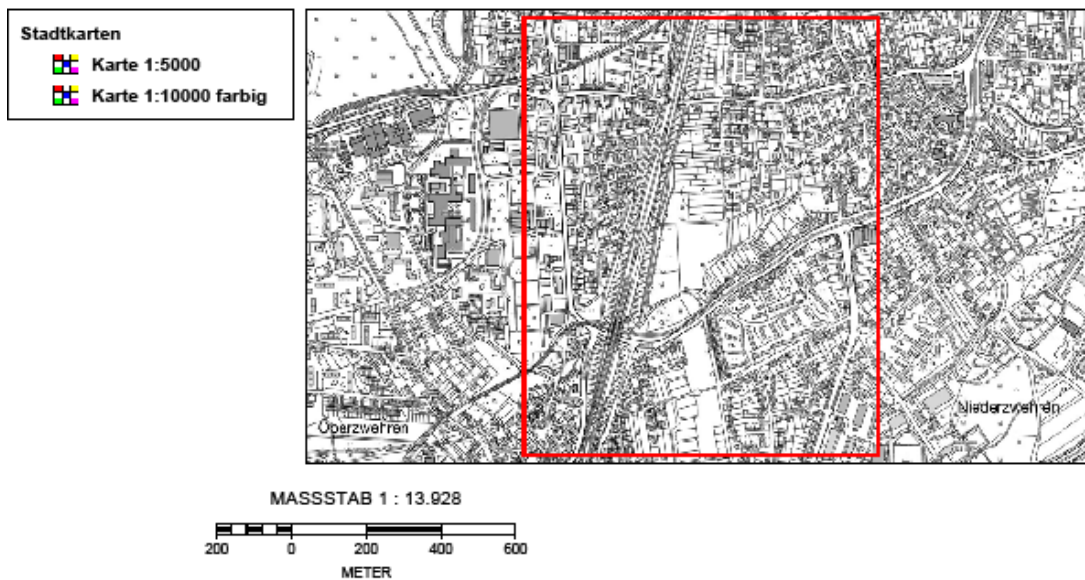 Stadtkarten
Karte 1:5000
Karte 1:10000 farbig
Oberzwehren
Niederzwehren
MASSSTAB 1 : 13.928
200 0 200 400 600
METER